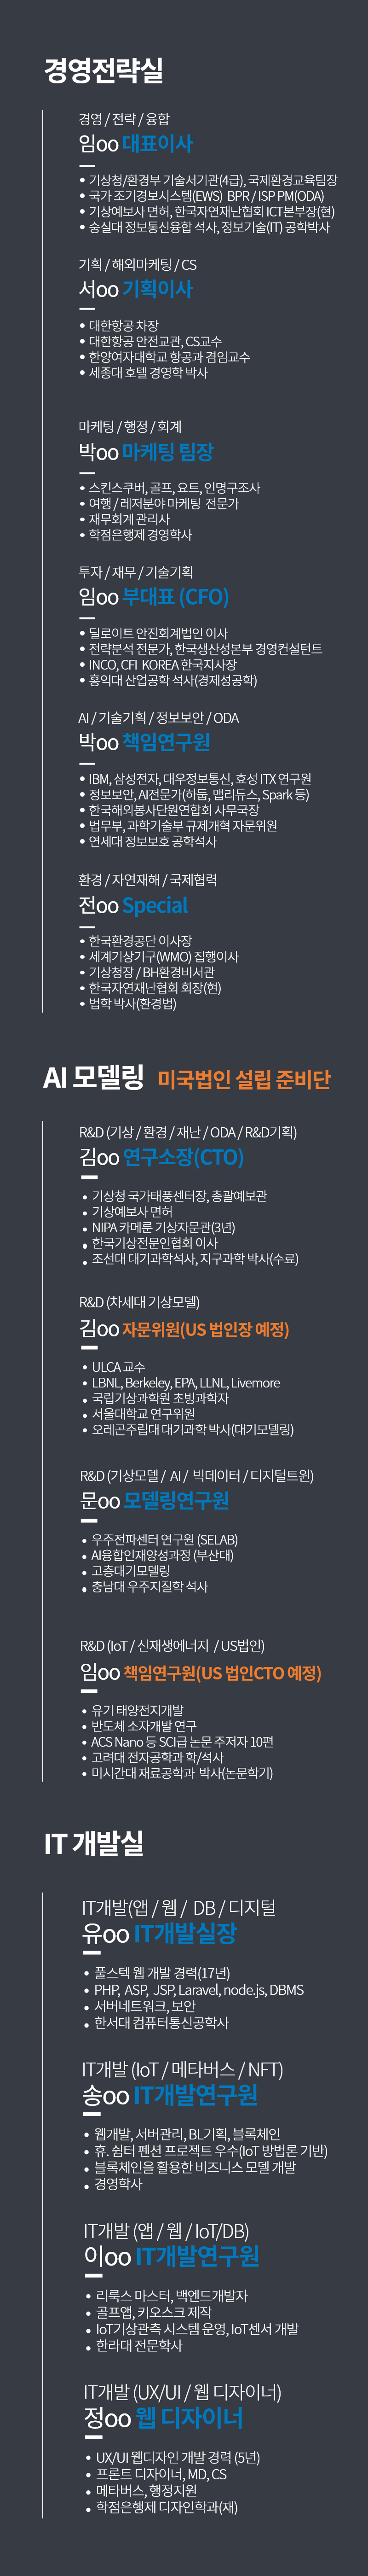 경영전략실
경영 / 전략 / 융합
임oo 대표이사
• 기상청/환경부 기술서기관(4급), 국제환경교육팀장
• 국가 조기경보시스템(EWS) BPR / ISP PM(ODA)
• 기상예보사 면허, 한국자연재난협회 ICT본부장(현)
• 숭실대 정보통신융합 석사, 정보기술(IT) 공학박사
기획 / 해외마케팅 / CS
서oo 기획이사
• 대한항공 차장
• 대한항공 안전교관, CS교수
• 한양여자대학교 항공과 겸임교수
• 세종대 호텔 경영학 박사
마케팅 / 행정 / 회계
박oo 마케팅 팀장
• 스킨스쿠버, 골프, 요트, 인명구조사
• 여행 / 레저분야 마케팅 전문가
• 재무회계 관리사
• 학점은행제 경영학사
투자 / 재무 / 기술기획
임oo 부대표 (CFO)
• 딜로이트 안진회계법인 이사
• 전략분석 전문가, 한국생산성본부 경영컨설턴트
• INCO, CFI KOREA 한국지사장
• 홍익대 산업공학 석사(경제성공학)
AI / 기술기획 / 정보보안 / ODA
박oo 책임연구원
• IBM, 삼성전자, 대우정보통신, 효성 ITX 연구원
• 정보보안, AI전문가(하둡, 맵리듀스, Spark 등)
• 한국해외봉사단원연합회 사무국장
• 법무부, 과학기술부 규제개혁 자문위원
• 연세대 정보보호 공학석사
환경 / 자연재해 / 국제협력
전oo Special
• 한국환경공단 이사장
• 세계기상기구(WMO) 집행이사
• 기상청장 / BH환경비서관
• 한국자연재난협회 회장(현)
• 법학 박사(환경법)
AI 모델링 미국법인 설립 준비단
R&D (기상 / 환경 / 재난 / ODA / R&D기획)
김oo 연구소장(CTO)
• 기상청 국가태풍센터장, 총괄예보관
• 기상예보사 면허
• NIPA 카메룬 기상자문관(3년)
• 한국기상전문인협회 이사
• 조선대 대기과학석사, 지구과학 박사(수료)
R&D (차세대 기상모델)
김oo 자문위원(US 법인장 예정)
• ULCA 교수
• LBNL, Berkeley, EPA, LLNL, Livemore
• 국립기상과학원 초빙과학자
• 서울대학교 연구위원
• 오레곤주립대 대기과학 박사(대기모델링)
R&D (기상모델 / AI / 빅데이터 / 디지털트윈)
문oo 모델링연구원
• 우주전파센터 연구원 (SELAB)
• AI융합인재양성과정 (부산대)
• 고층대기모델링
• 충남대 우주지질학 석사
R&D (IoT / 신재생에너지 / US법인)
임oo 책임연구원(US 법인CTO 예정)
• 유기 태양전지개발
• 반도체 소자개발 연구
• ACS Nano 등 SCI급 논문 주저자 10편
• 고려대 전자공학과 학/석사
• 미시간대 재료공학과 박사(논문학기)
IT 개발실
IT개발(앱 / 웹 / DB / 디지털
유oo IT개발실장
• 풀스텍 웹 개발 경력(17년)
• PHP, ASP, JSP, Laravel, node.js, DBMS
• 서버네트워크, 보안
• 한서대 컴퓨터통신공학사
IT개발 (IoT / 메타버스 / NFT)
송oo IT개발연구원
• 웹개발, 서버관리, BL기획, 블록체인
• 휴. 쉼터 펜션 프로젝트 우수(IoT 방법론 기반)
• 블록체인을 활용한 비즈니스 모델 개발
• 경영학사
IT개발 (앱 / 웹 / IoT/DB)
이oo IT개발연구원
• 리룩스 마스터, 백엔드개발자
• 골프앱, 키오스크 제작
• IoT기상관측 시스템 운영, IoT센서 개발
• 한라대 전문학사
IT개발 (UX/UI / 웹 디자이너)
정oo 웹 디자이너
• UX/UI 웹디자인 개발 경력 (5년)
• 프론트 디자이너, MD, CS
• 메타버스, 행정지원
• 학점은행제 디자인학과(재)